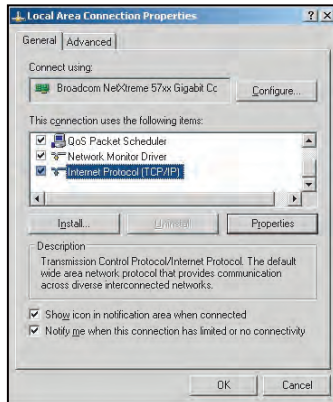 Local Area Connection Properties
General Advanced
Connect using:
Broadcom NetXtreme 57xx Gigabit Cc
Configure...
This connection uses the following items:
QoS Packet Scheduler
Network Monitor Driver
Internet Protocol (TCP/IP)
Install... Uninstall Properties
Description
Transmission Control Protocol/Internet Protocol. The default
wide area network protocol that provides communication
across diverse interconnected networks.
Show icon in notification area when connected
Notify me when this connection has limited or no connectivity
OK Cancel